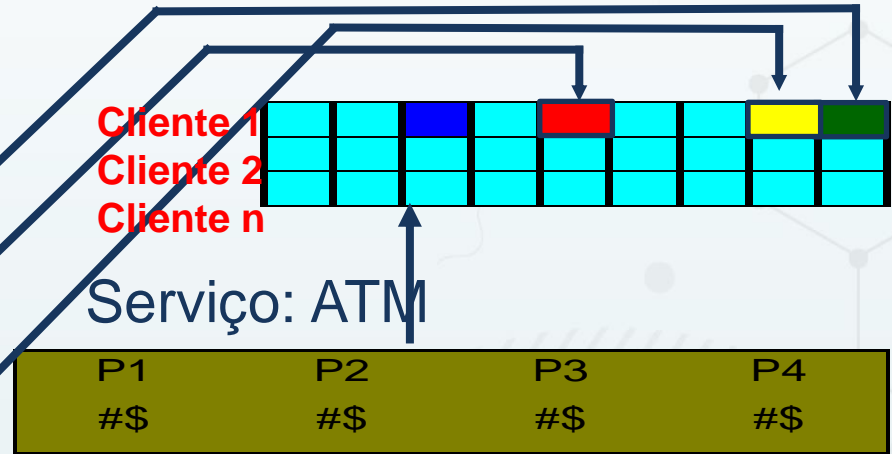 Cliente 1
Cliente 2
Cliente n
Serviço: ATM
P1 P2 P3 P4
#$ #$ #$ #$